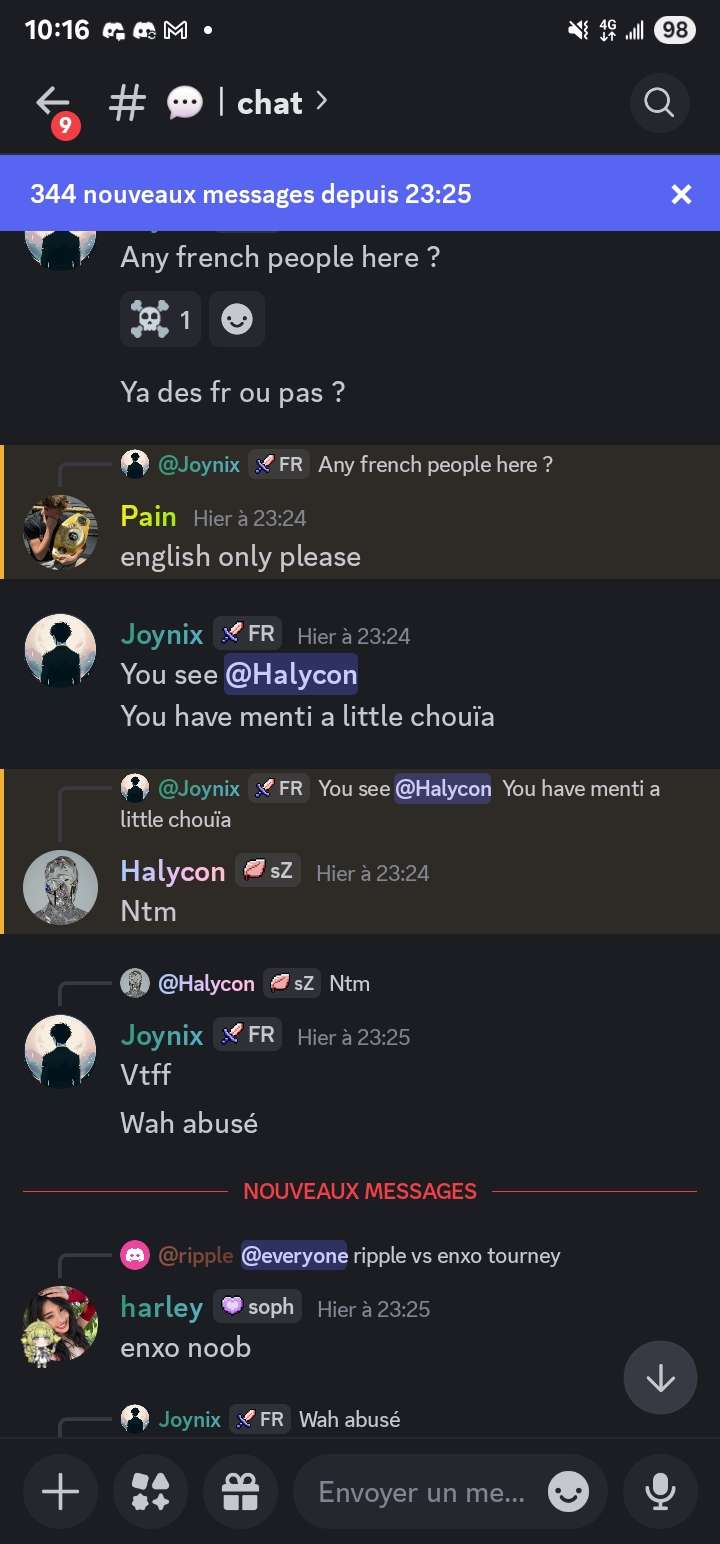 10:16
4G
98
9
# 💬 | chat >
344 nouveaux messages depuis 23:25
Any french people here ?
1
Ya des fr ou pas ?
@Joynix FR Any french people here ?
Pain Hier à 23:24
english only please
Joynix FR Hier à 23:24
You see @Halycon
You have menti a little chouïa
@Joynix FR You see @Halycon You have menti a
little chouïa
Halycon sZ Hier à 23:24
Ntm
@Halycon sZ Ntm
Joynix FR Hier à 23:25
Vtff
Wah abusé
NOUVEAUX MESSAGES
@ripple @everyone ripple vs enxo tourney
harley soph Hier à 23:25
enxo noob
Joynix FR Wah abusé
Envoyer un me...